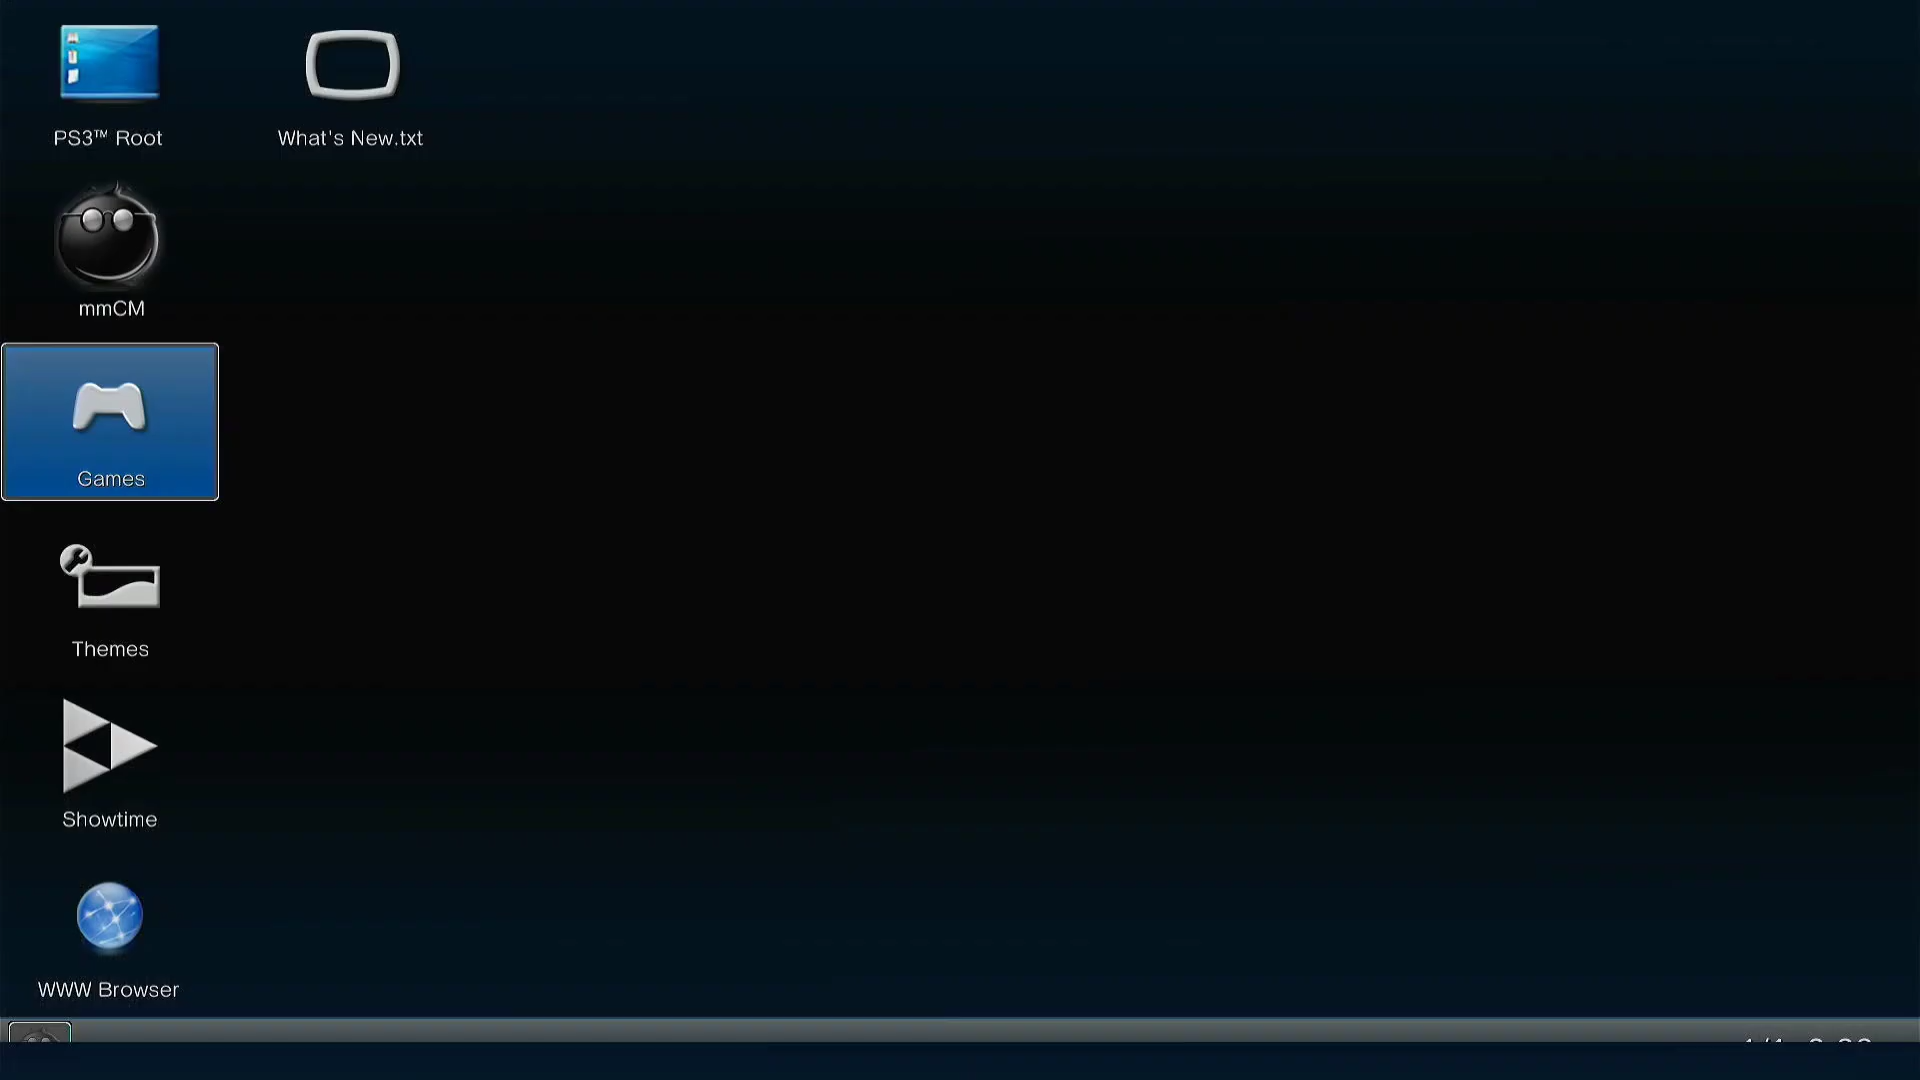 PS3™ Root
What's New.txt
mmCM
Games
Themes
Showtime
WWW Browser